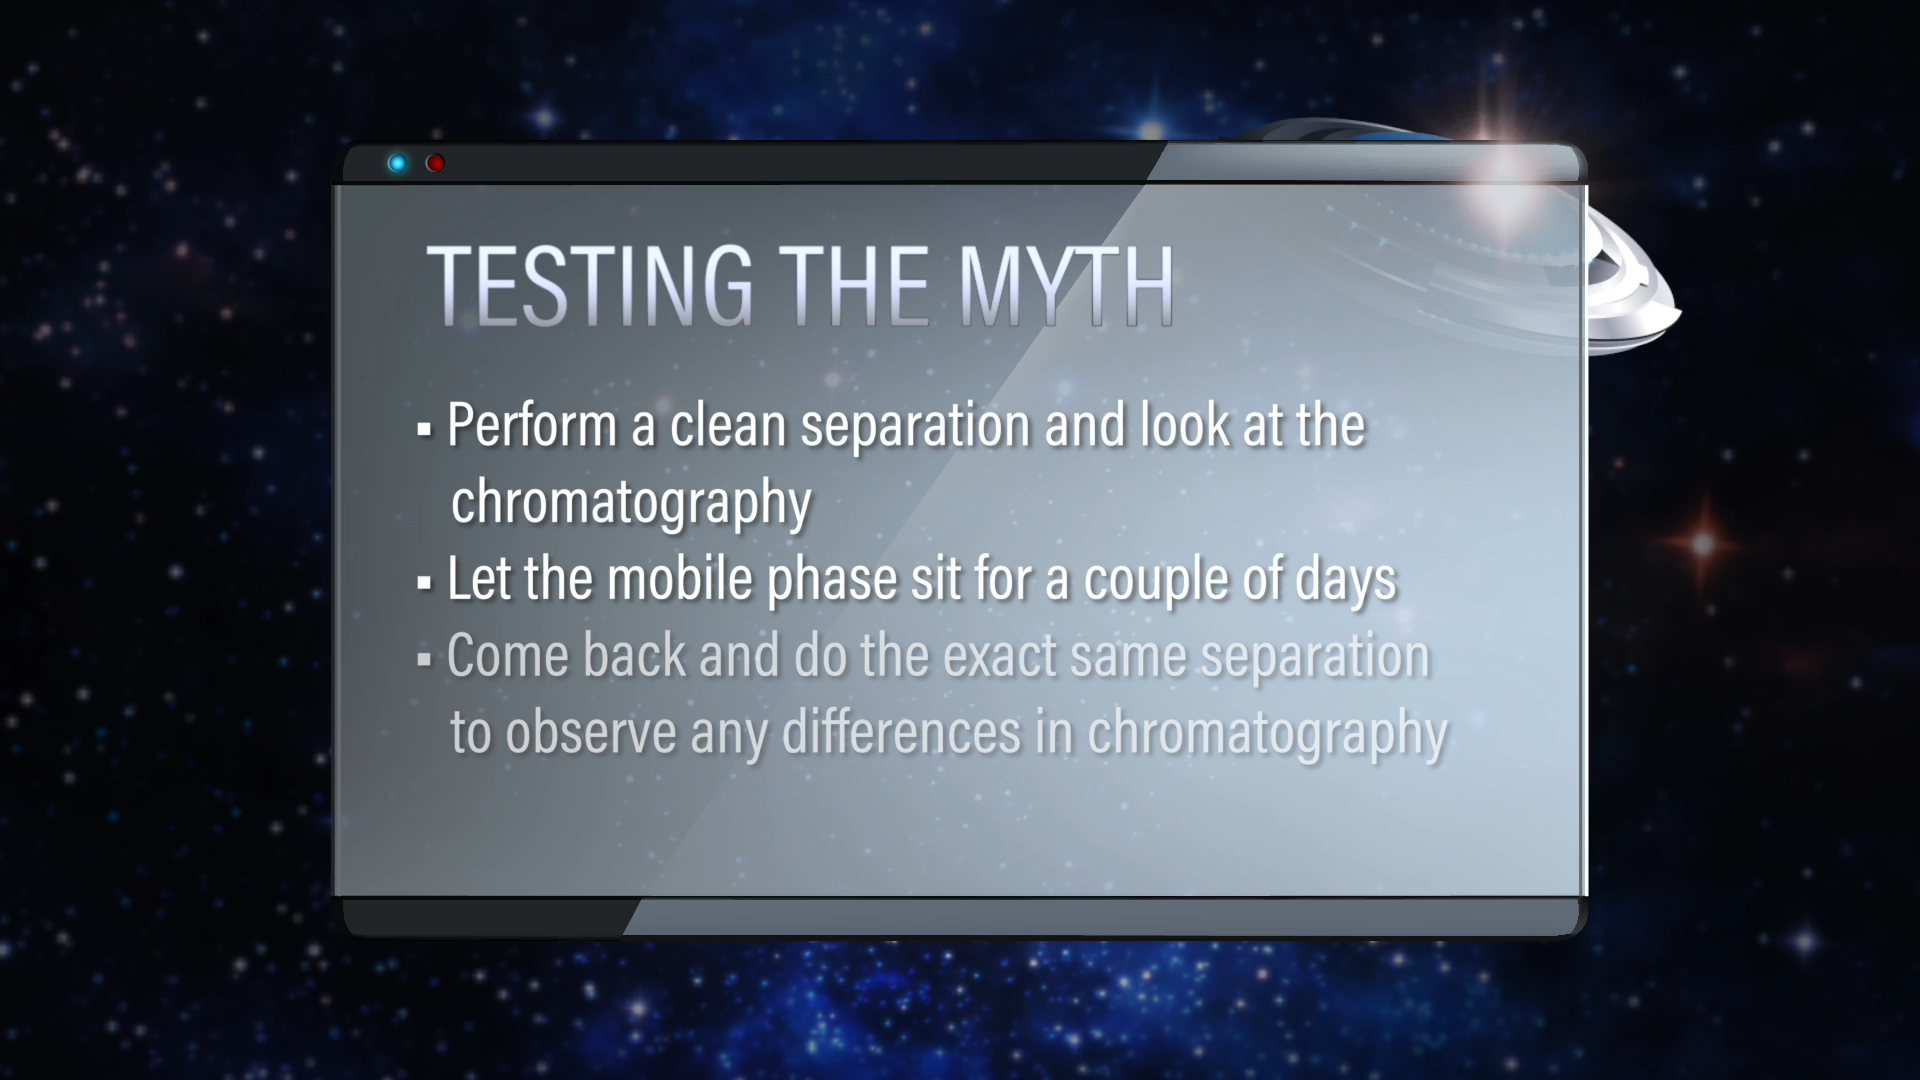 TESTING THE MYTH
▪ Perform a clean separation and look at the
chromatography
▪ Let the mobile phase sit for a couple of days
▪ Come back and do the exact same separation
to observe any differences in chromatography